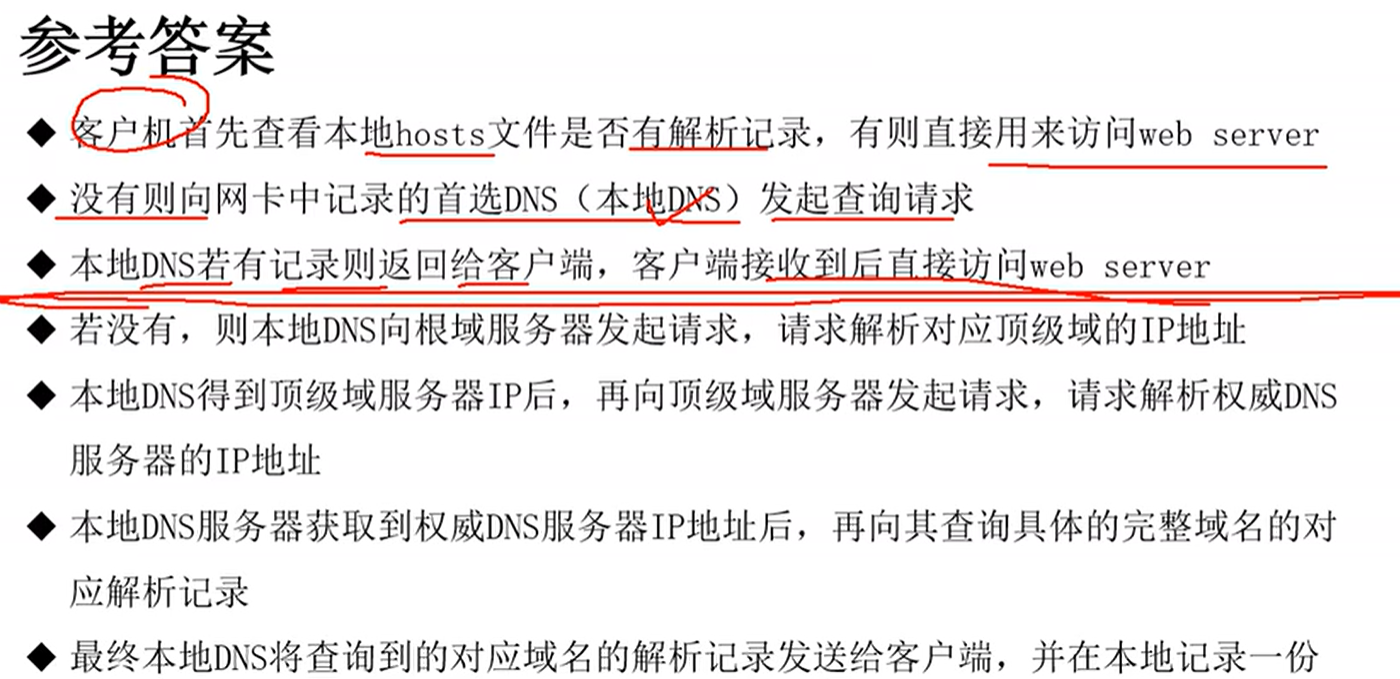 参考答案
◆ 客户机首先查看本地hosts文件是否有解析记录，有则直接用来访问web server
◆ 没有则向网卡中记录的首选DNS（本地DNS）发起查询请求
◆ 本地DNS若有记录则返回给客户端，客户端接收到后直接访问web server
◆ 若没有，则本地DNS向根域服务器发起请求，请求解析对应顶级域的IP地址
◆ 本地DNS得到顶级域服务器IP后，再向顶级域服务器发起请求，请求解析权威DNS
服务器的IP地址
◆ 本地DNS服务器获取到权威DNS服务器IP地址后，再向其查询具体的完整域名的对
应解析记录
◆ 最终本地DNS将查询到的对应域名的解析记录发送给客户端，并在本地记录一份